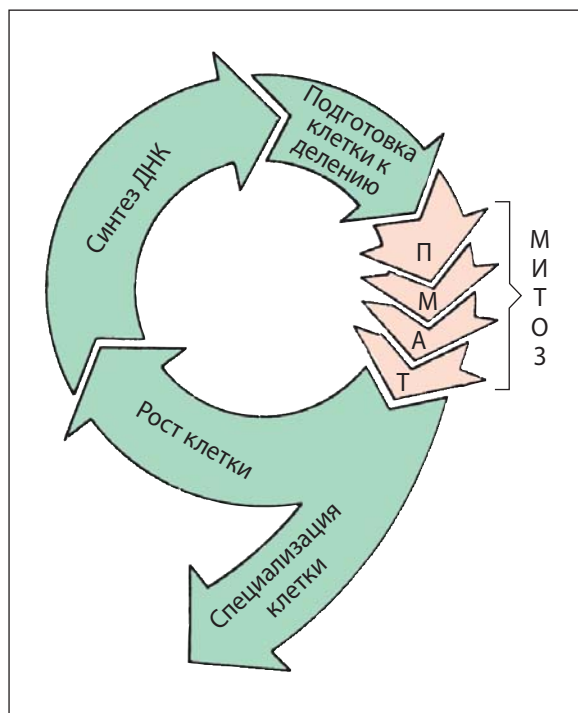 Подготовка
клетки к
делению
Синтез ДНК
П
М
А
Т
М
И
Т
О
З
Рост клетки
Специализация
клетки